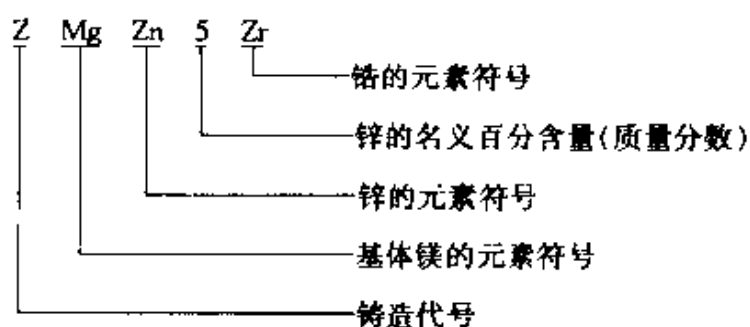 Z Mg Zn 5 Zr
锆的元素符号
锌的名义百分含量(质量分数)
锌的元素符号
基体镁的元素符号
铸造代号